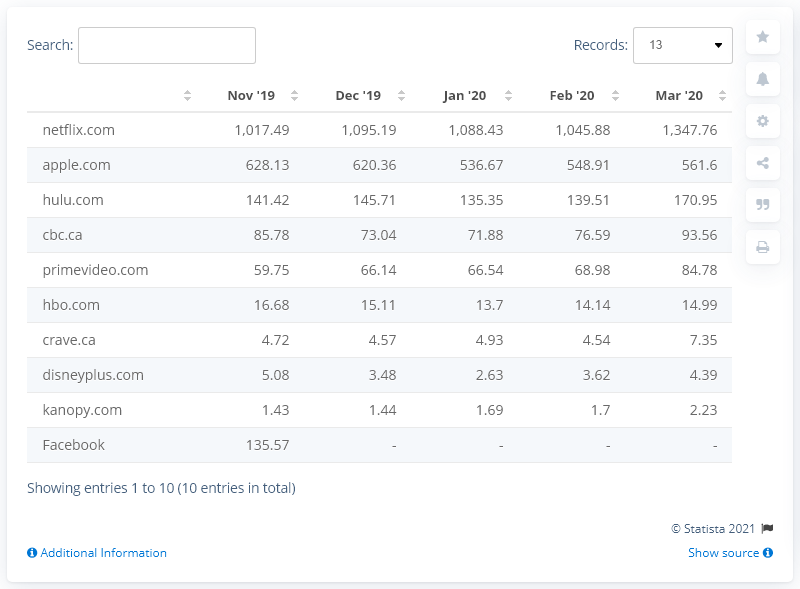 Search: Records: 13
Nov '19 Dec '19 Jan '20 Feb '20 Mar '20
netflix.com 1,017.49 1,095.19 1,088.43 1,045.88 1,347.76
apple.com 628.13 620.36 536.67 548.91 561.6
hulu.com 141.42 145.71 135.35 139.51 170.95
cbc.ca 85.78 73.04 71.88 76.59 93.56
primevideo.com 59.75 66.14 66.54 68.98 84.78
hbo.com 16.68 15.11 13.7 14.14 14.99
crave.ca 4.72 4.57 4.93 4.54 7.35
disneyplus.com 5.08 3.48 2.63 3.62 4.39
kanopy.com 1.43 1.44 1.69 1.7 2.23
Facebook 135.57 - - - -
Showing entries 1 to 10 (10 entries in total)
© Statista 2021
Additional Information Show source